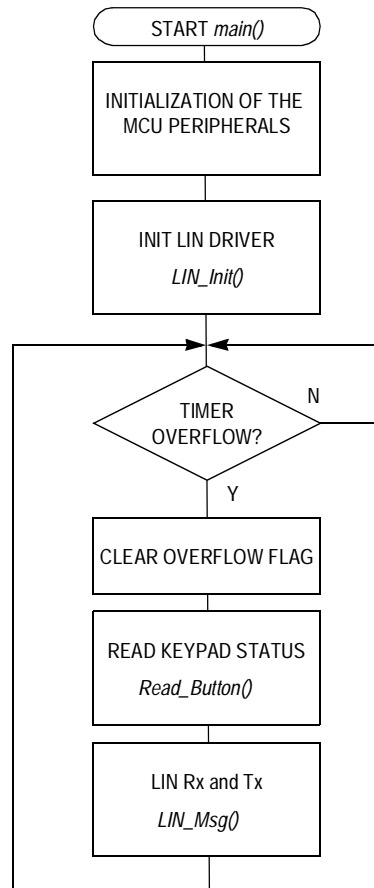 START main()
INITIALIZATION OF THE
MCU PERIPHERALS
INIT LIN DRIVER
LIN_Init()
TIMER
OVERFLOW?
N
Y
CLEAR OVERFLOW FLAG
READ KEYPAD STATUS
Read_Button()
LIN Rx and Tx
LIN_Msg()